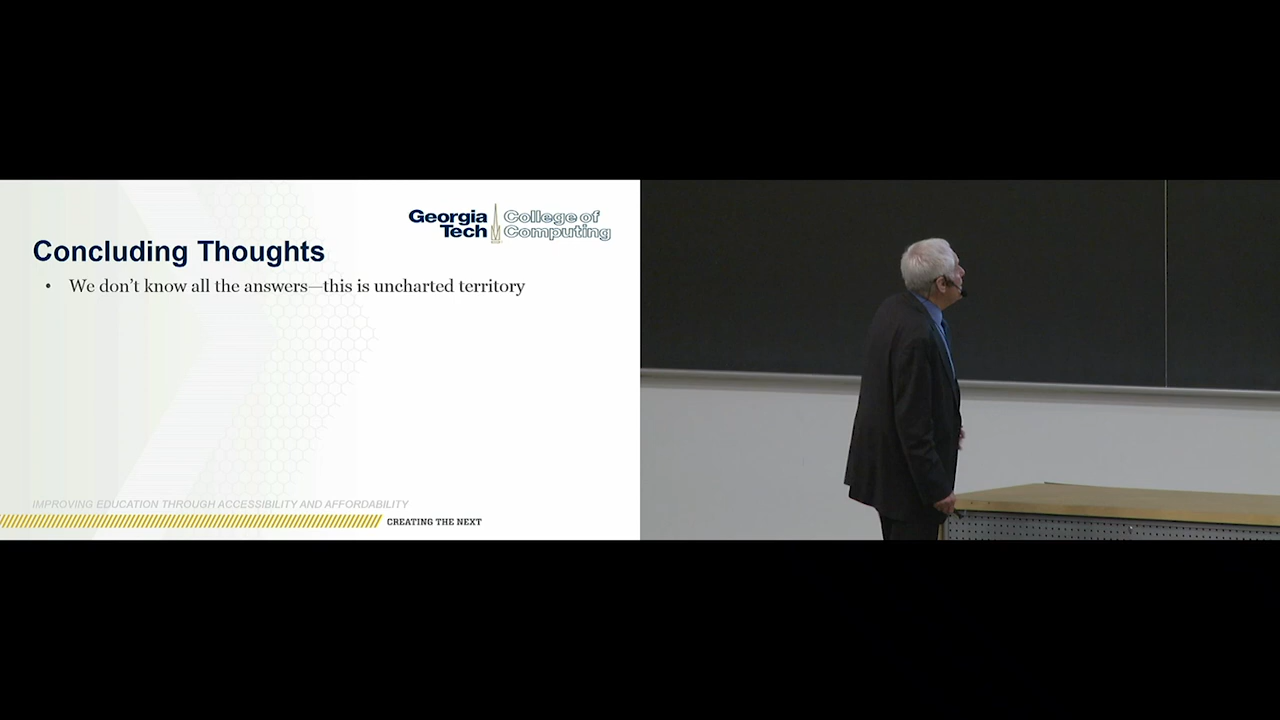 Georgia Tech College of Computing
Concluding Thoughts
• We don't know all the answers—this is uncharted territory
IMPROVING EDUCATION THROUGH ACCESSIBILITY AND AFFORDABILITY
CREATING THE NEXT